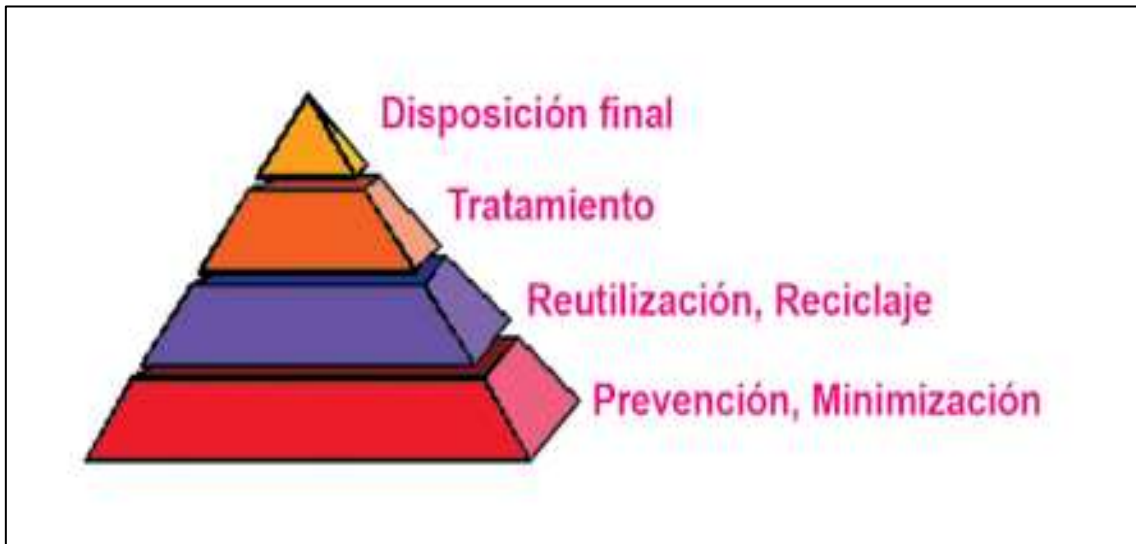 Disposición final
Tratamiento
Reutilización, Reciclaje
Prevención, Minimización